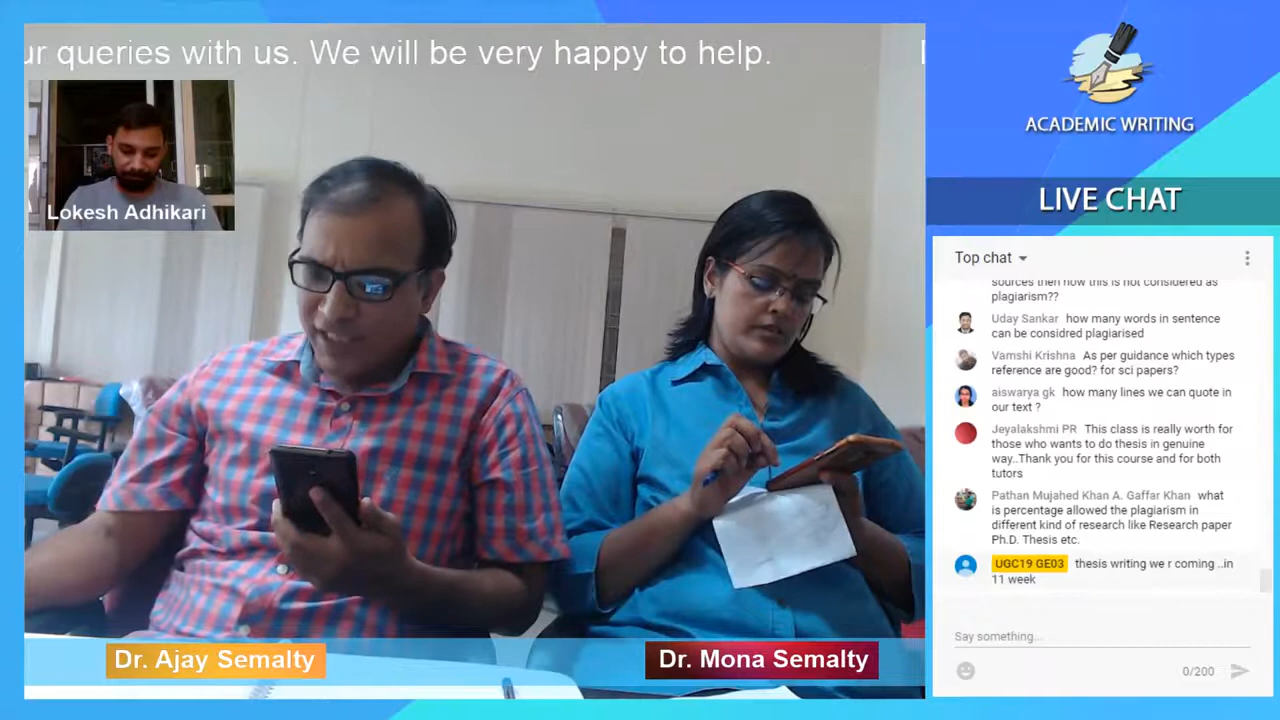 ur queries with us. We will be very happy to help.
Lokesh Adhikari
Dr. Ajay Semalty
Dr. Mona Semalty
ACADEMIC WRITING
LIVE CHAT
Top chat
sources then how this is not considered as
plagiarism??
Uday Sankar how many words in sentence
can be considred plagiarised
Vamshi Krishna As per guidance which types
reference are good? for sci papers?
aiswarya gk how many lines we can quote in
our text ?
Jeyalakshmi PR This class is really worth for
those who wants to do thesis in genuine
way..Thank you for this course and for both
tutors
Pathan Mujahed Khan A. Gaffar Khan what
is percentage allowed the plagiarism in
different kind of research like Research paper
Ph.D. Thesis etc.
UGC19 GE03 thesis writing we r coming ..in
11 week
Say something...
0/200